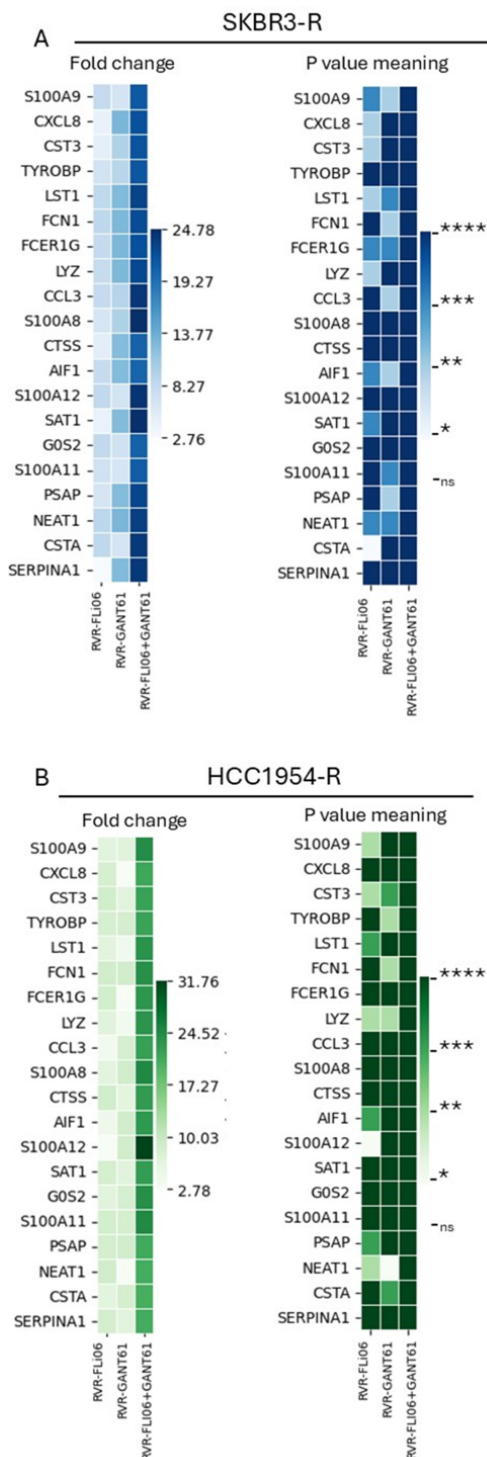 SKBR3-R
A
Fold change
P value meaning
S100A9
CXCL8
CST3
TYROBP
LST1
FCN1
FCER1G
LYZ
CCL3
S100A8
CTSS
AIF1
S100A12
SAT1
G0S2
S100A11
PSAP
NEAT1
CSTA
SERPINA1
24.78
19.27
13.77
8.27
2.76
RVR-FLi06
RVR-GANT61
RVR-FLI06+GANT61
S100A9
CXCL8
CST3
TYROBP
LST1
FCN1
FCER1G
LYZ
CCL3
S100A8
CTSS
AIF1
S100A12
SAT1
G0S2
S100A11
PSAP
NEAT1
CSTA
SERPINA1
****
***
**
*
ns
RVR-FLi06
RVR-GANT61
RVR-FLI06+GANT61
B
HCC1954-R
Fold change
P value meaning
S100A9
CXCL8
CST3
TYROBP
LST1
FCN1
FCER1G
LYZ
CCL3
S100A8
CTSS
AIF1
S100A12
SAT1
G0S2
S100A11
PSAP
NEAT1
CSTA
SERPINA1
31.76
24.52
17.27
10.03
2.78
RVR-FLi06
RVR-GANT61
RVR-FLI06+GANT61
S100A9
CXCL8
CST3
TYROBP
LST1
FCN1
FCER1G
LYZ
CCL3
S100A8
CTSS
AIF1
S100A12
SAT1
G0S2
S100A11
PSAP
NEAT1
CSTA
SERPINA1
****
***
**
*
ns
RVR-FLi06
RVR-GANT61
RVR-FLI06+GANT61